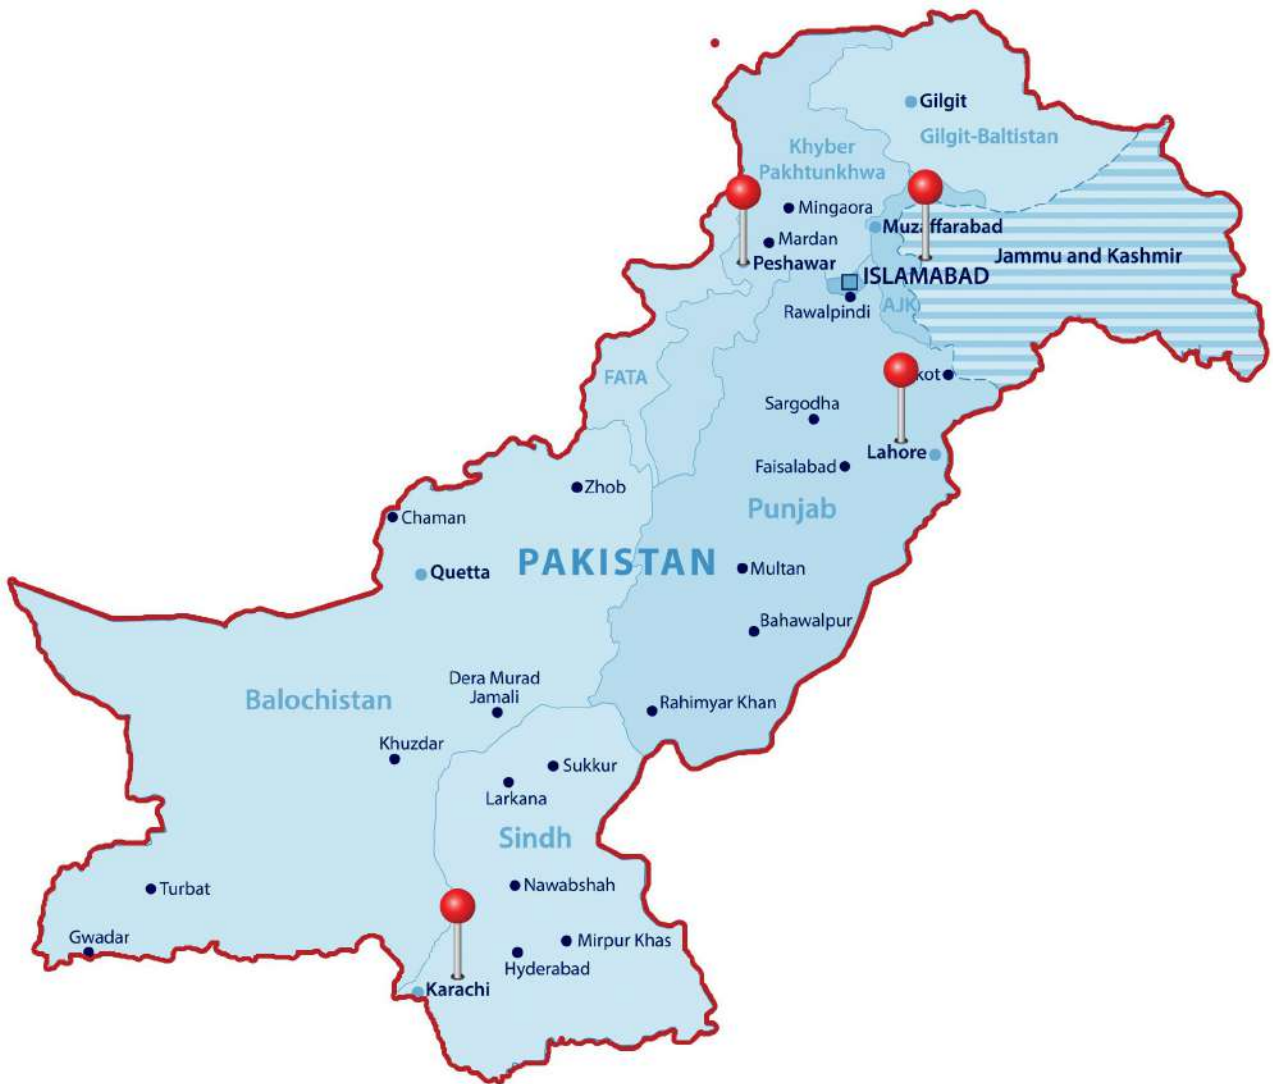 Gilgit
Gilgit-Baltistan
Khyber
Pakhtunkhwa
Mingaora
Muzaffarabad
Mardan
Peshawar
Jammu and Kashmir
ISLAMABAD
Rawalpindi
AJK
FATA
kot
Sargodha
Lahore
Faisalabad
Zhob
Punjab
Chaman
PAKISTAN
Quetta
Multan
Bahawalpur
Dera Murad
Jamali
Balochistan
Rahimyar Khan
Khuzdar
Sukkur
Larkana
Sindh
Turbat
Nawabshah
Gwadar
Mirpur Khas
Hyderabad
Karachi